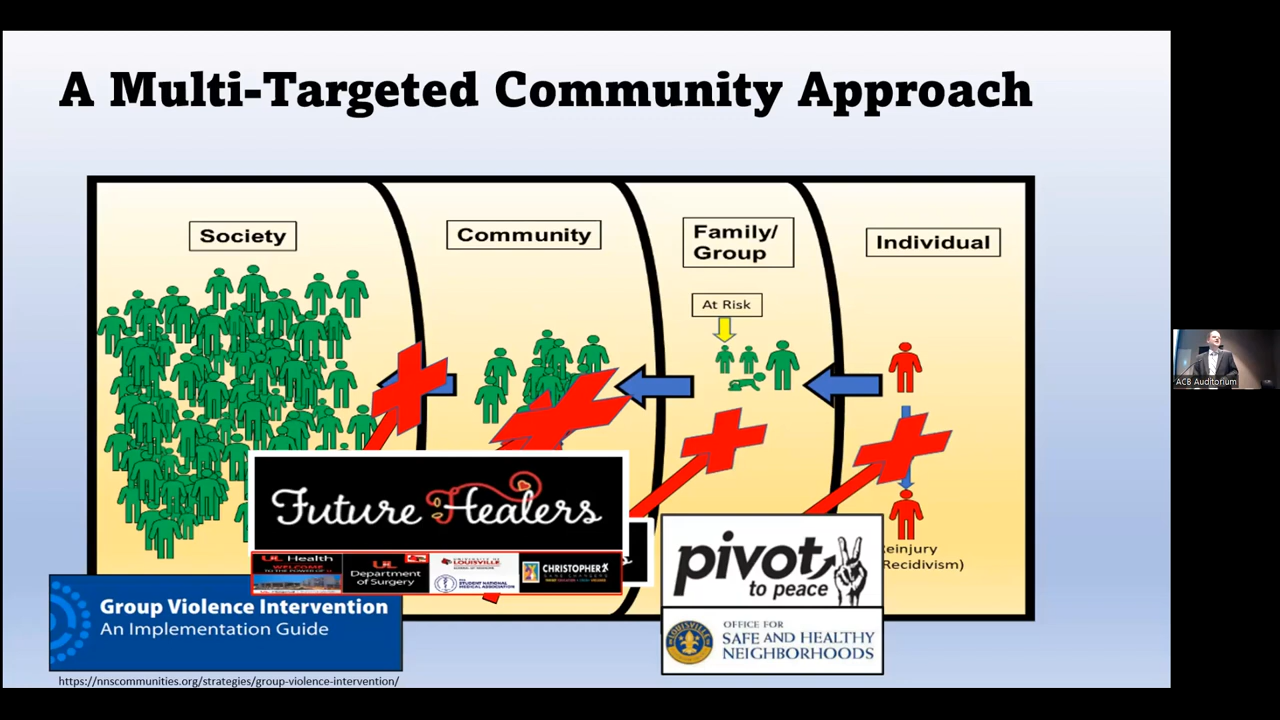 A Multi-Targeted Community Approach
Society
Community
Family/
Group
Individual
At Risk
Reinjury
Recidivism)
Future Healers
UL Health
WELCOME
TO THE POWER OF U
UL
Department
of Surgery
UNIVERSITY OF
LOUISVILLE
STUDENT NATIONAL
MEDICAL ASSOCIATION
CHRISTOPHER
GAME CHANGERS
pivot
to peace
LOUISVILLE
OFFICE FOR
SAFE AND HEALTHY
NEIGHBORHOODS
Group Violence Intervention
An Implementation Guide
https://nnscommunities.org/strategies/group-violence-intervention/
ACB Auditorium